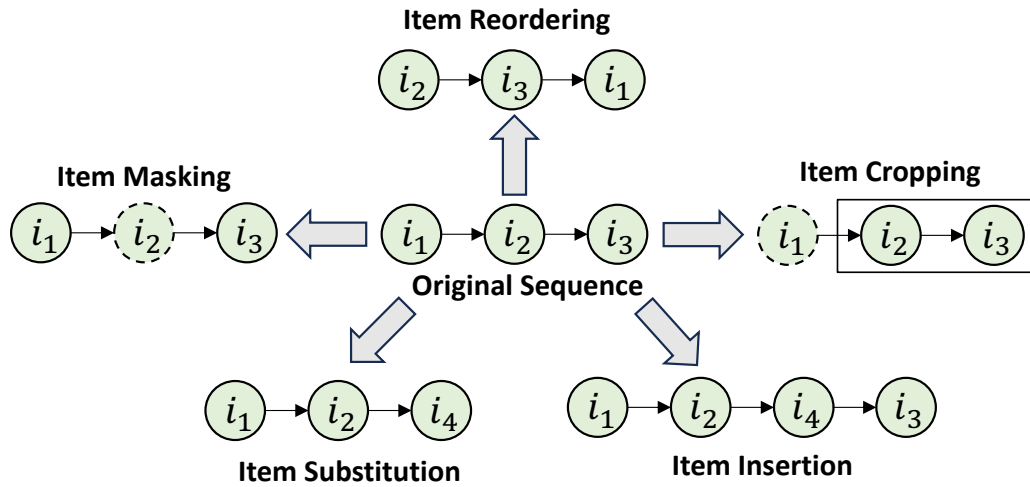 Item Reordering
i₂ i₃ i₁
Item Masking
i₁ i₂ i₃
Item Cropping
i₁ i₂ i₃
i₁ i₂ i₃
Original Sequence
i₁ i₂ i₄
Item Substitution
i₁ i₂ i₄ i₃
Item Insertion